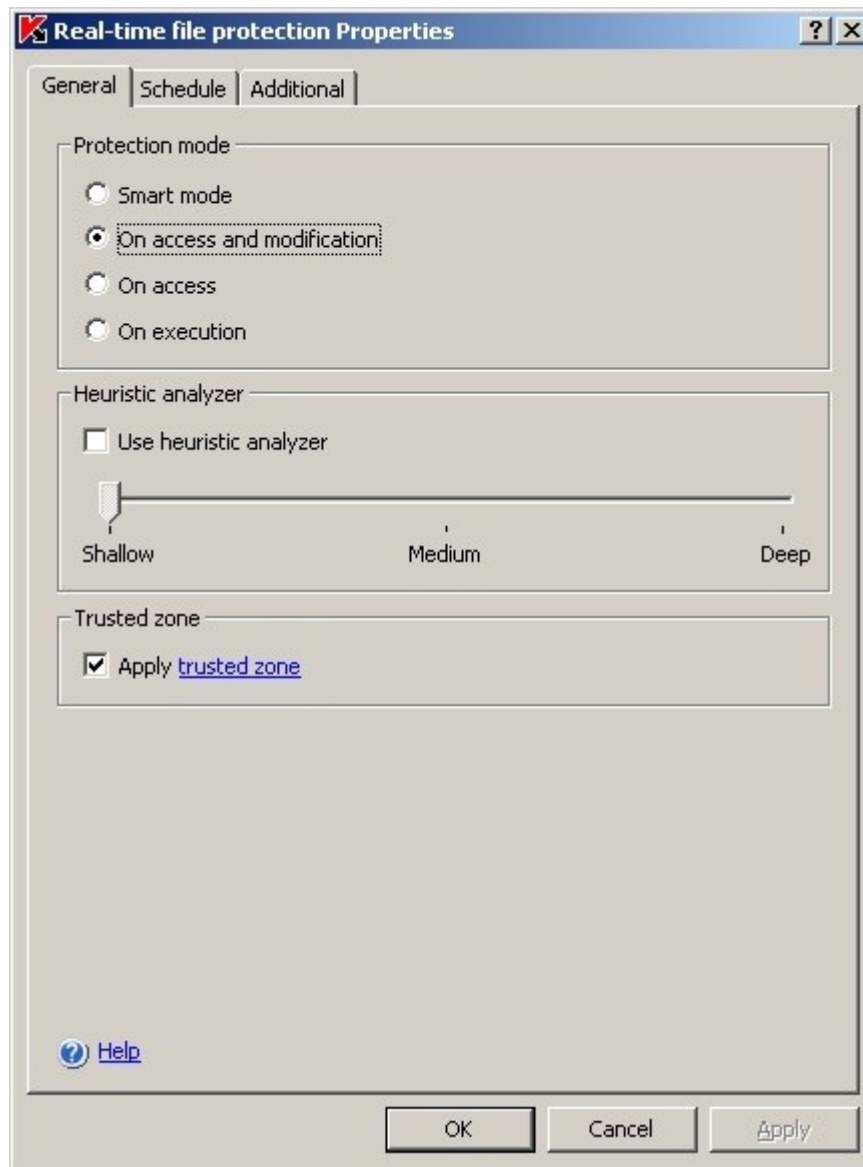 Real-time file protection Properties
General Schedule Additional
Protection mode
Smart mode
On access and modification
On access
On execution
Heuristic analyzer
Use heuristic analyzer
Shallow Medium Deep
Trusted zone
Apply trusted zone
Help
OK Cancel Apply